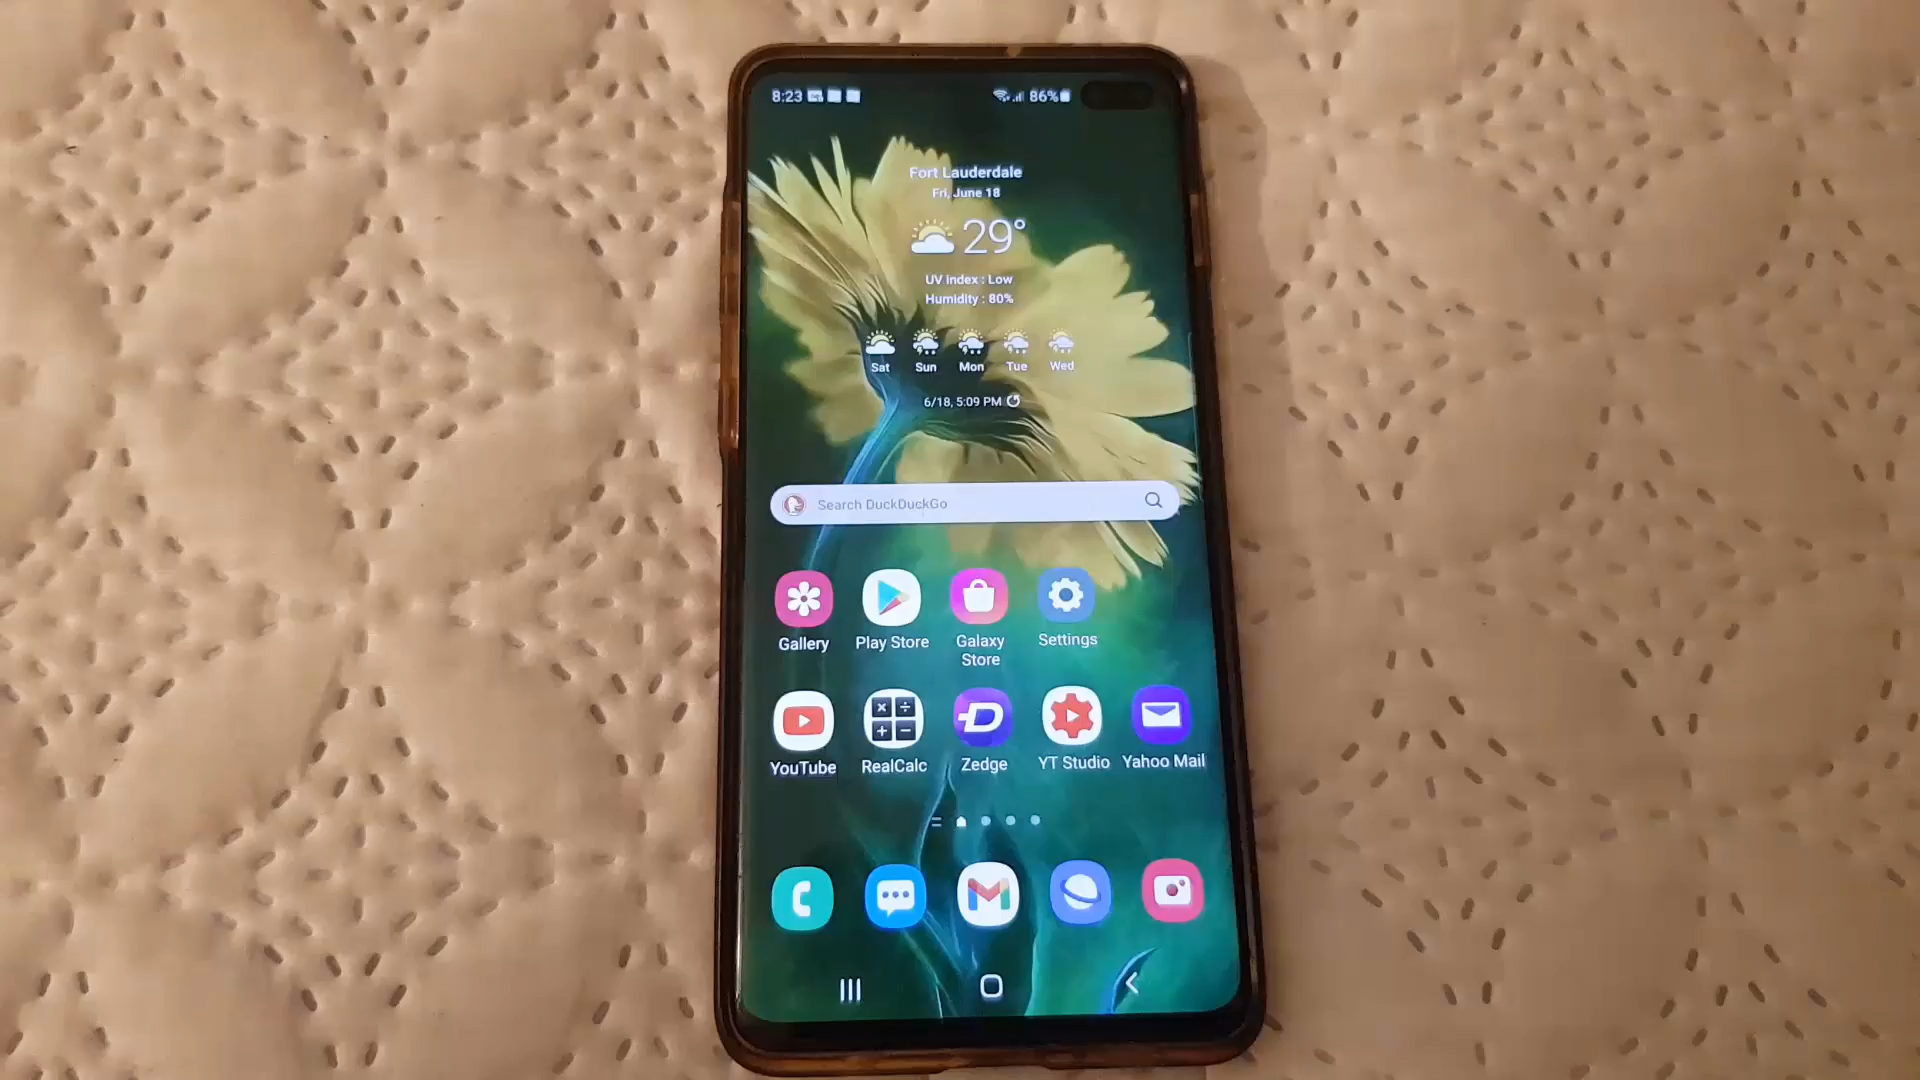 8:23
86%
Fort Lauderdale
Fri, June 18
29°
UV index : Low
Humidity : 80%
Sat Sun Mon Tue Wed
6/18, 5:09 PM
Search DuckDuckGo
Gallery Play Store Galaxy Store Settings
YouTube RealCalc Zedge YT Studio Yahoo Mail